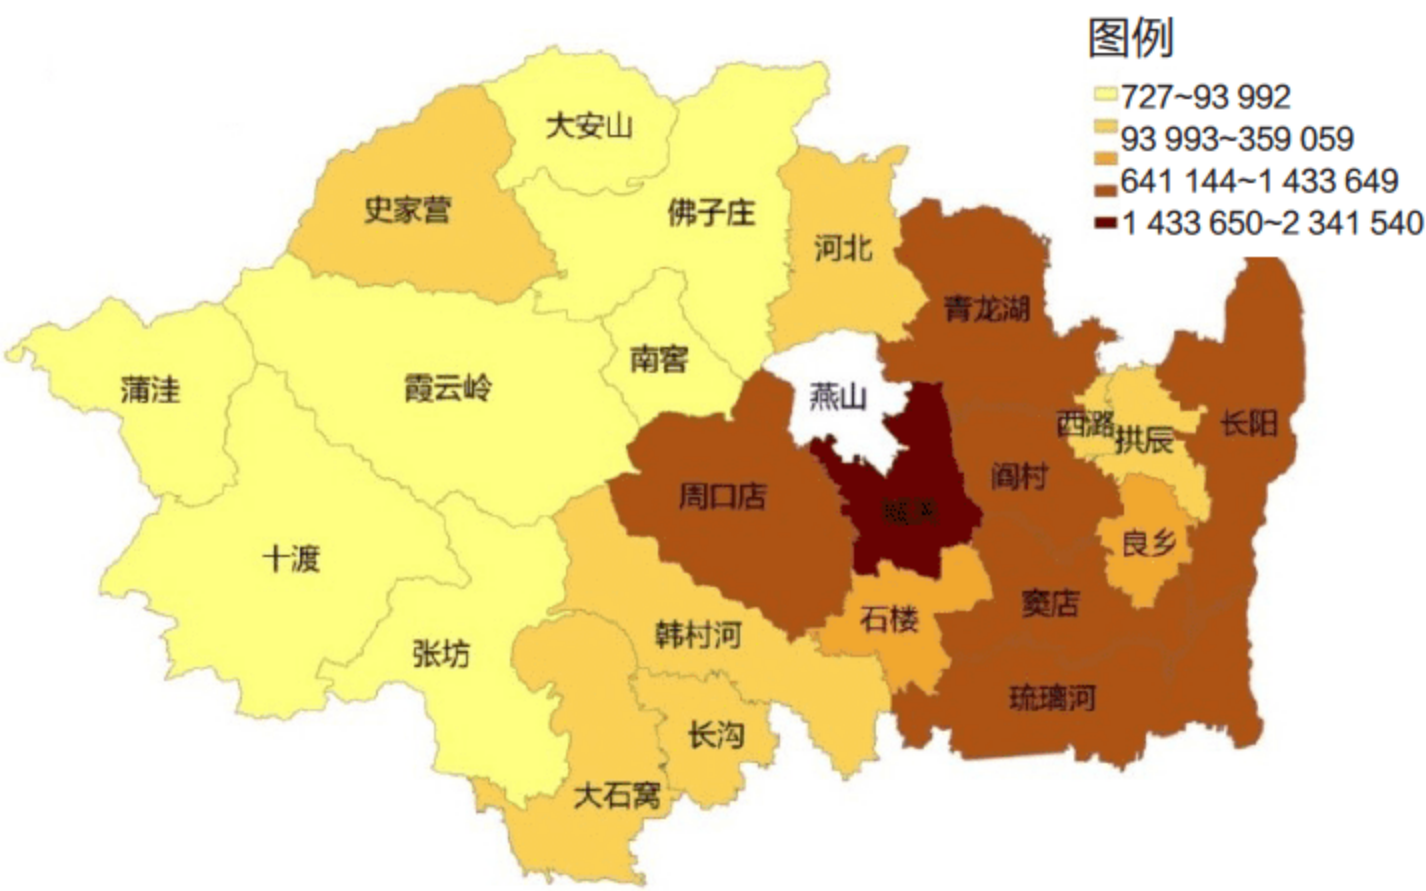 图例
727~93 992
93 993~359 059
641 144~1 433 649
1 433 650~2 341 540
大安山
史家营
佛子庄
河北
青龙湖
南窖
蒲洼
霞云岭
燕山
西潞
拱辰
长阳
周口店
阎村
十渡
良乡
窦店
石楼
韩村河
张坊
琉璃河
长沟
大石窝